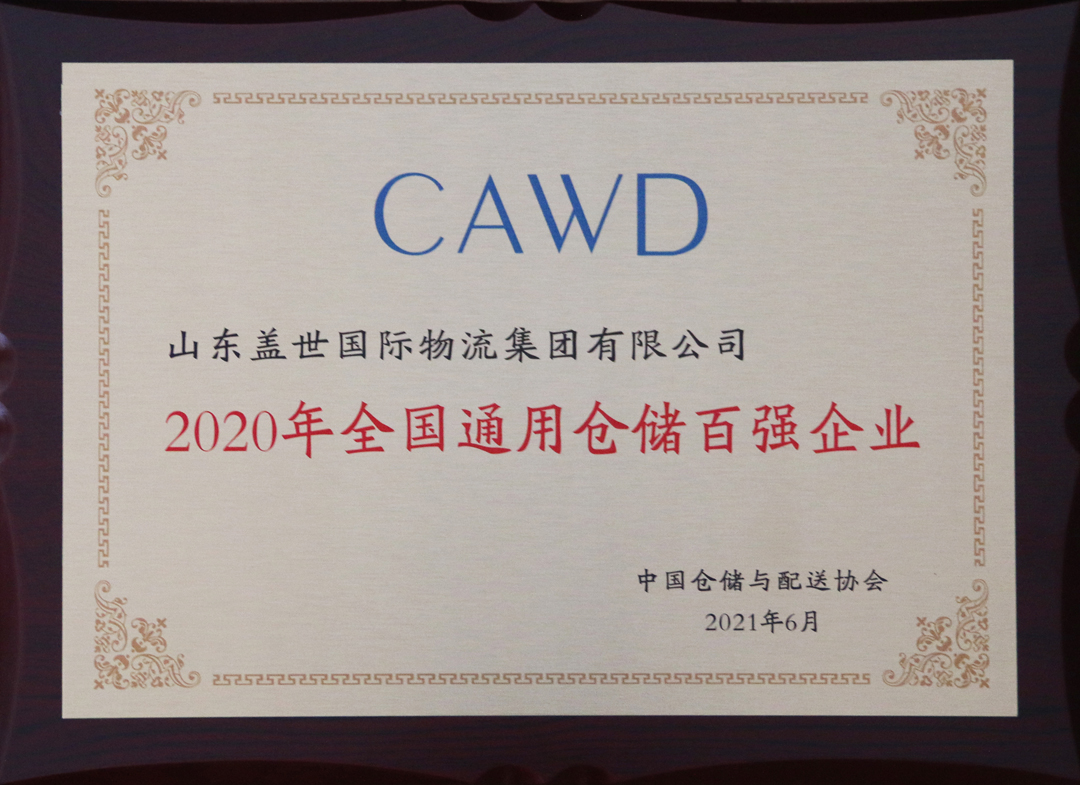 CAWD
山东盖世国际物流集团有限公司
2020年全国通用仓储百强企业
中国仓储与配送协会
2021年6月